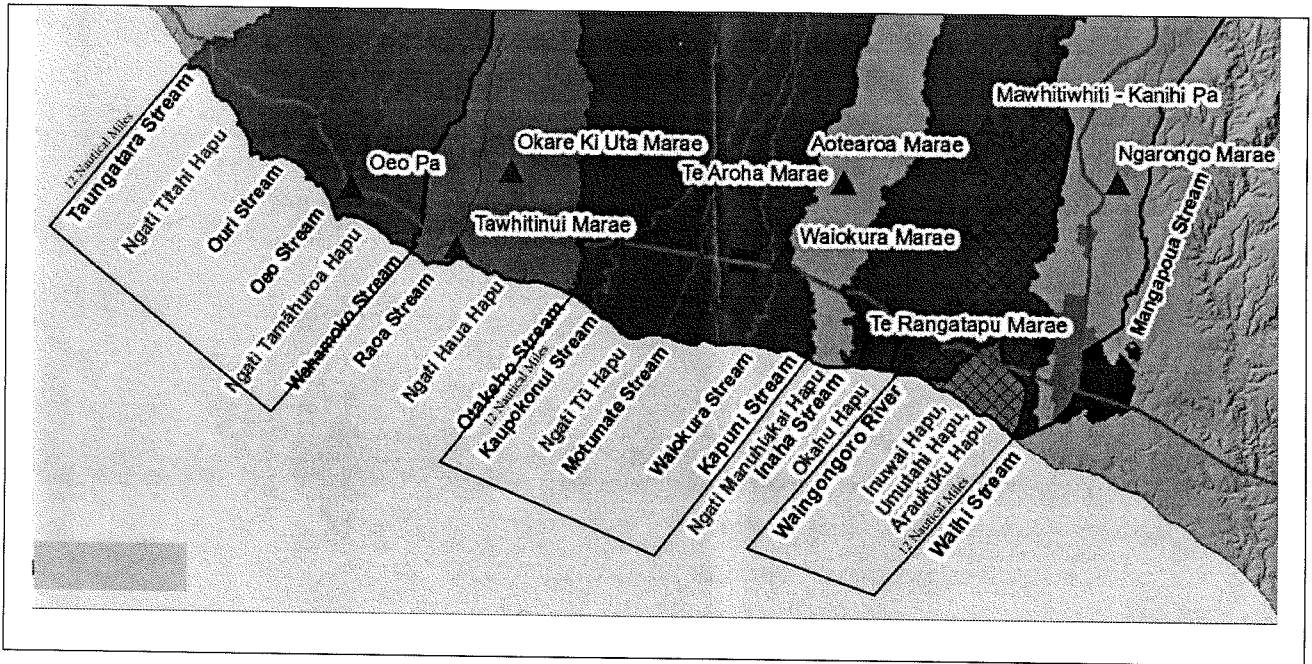 Mawhitiwhiti - Kanihi Pa
Okare Ki Uta Marae
Aotearoa Marae
Ngarongo Marae
Oeo Pa
Te Aroha Marae
Tawhitinui Marae
Waiokura Marae
Te Rangatapu Marae
Mangapoua Stream
12 Nautical Miles
Taungatara Stream
Ngati Titahi Hapu
Ouri Stream
Oeo Stream
Ngati Tamāhuroa Hapu
Wahamoko Stream
Raoa Stream
Ngati Haua Hapu
Otakeho Stream
12 Nautical Miles
Kaupokonui Stream
Ngati Tū Hapu
Motumate Stream
Waiokura Stream
Kapuni Stream
Ngati Manuhiakai Hapu
Inaha Stream
Okahu Hapu
Waingongoro River
Inuwai Hapu,
Umutahi Hapu,
Araukūku Hapu
12 Nautical Miles
Waihi Stream